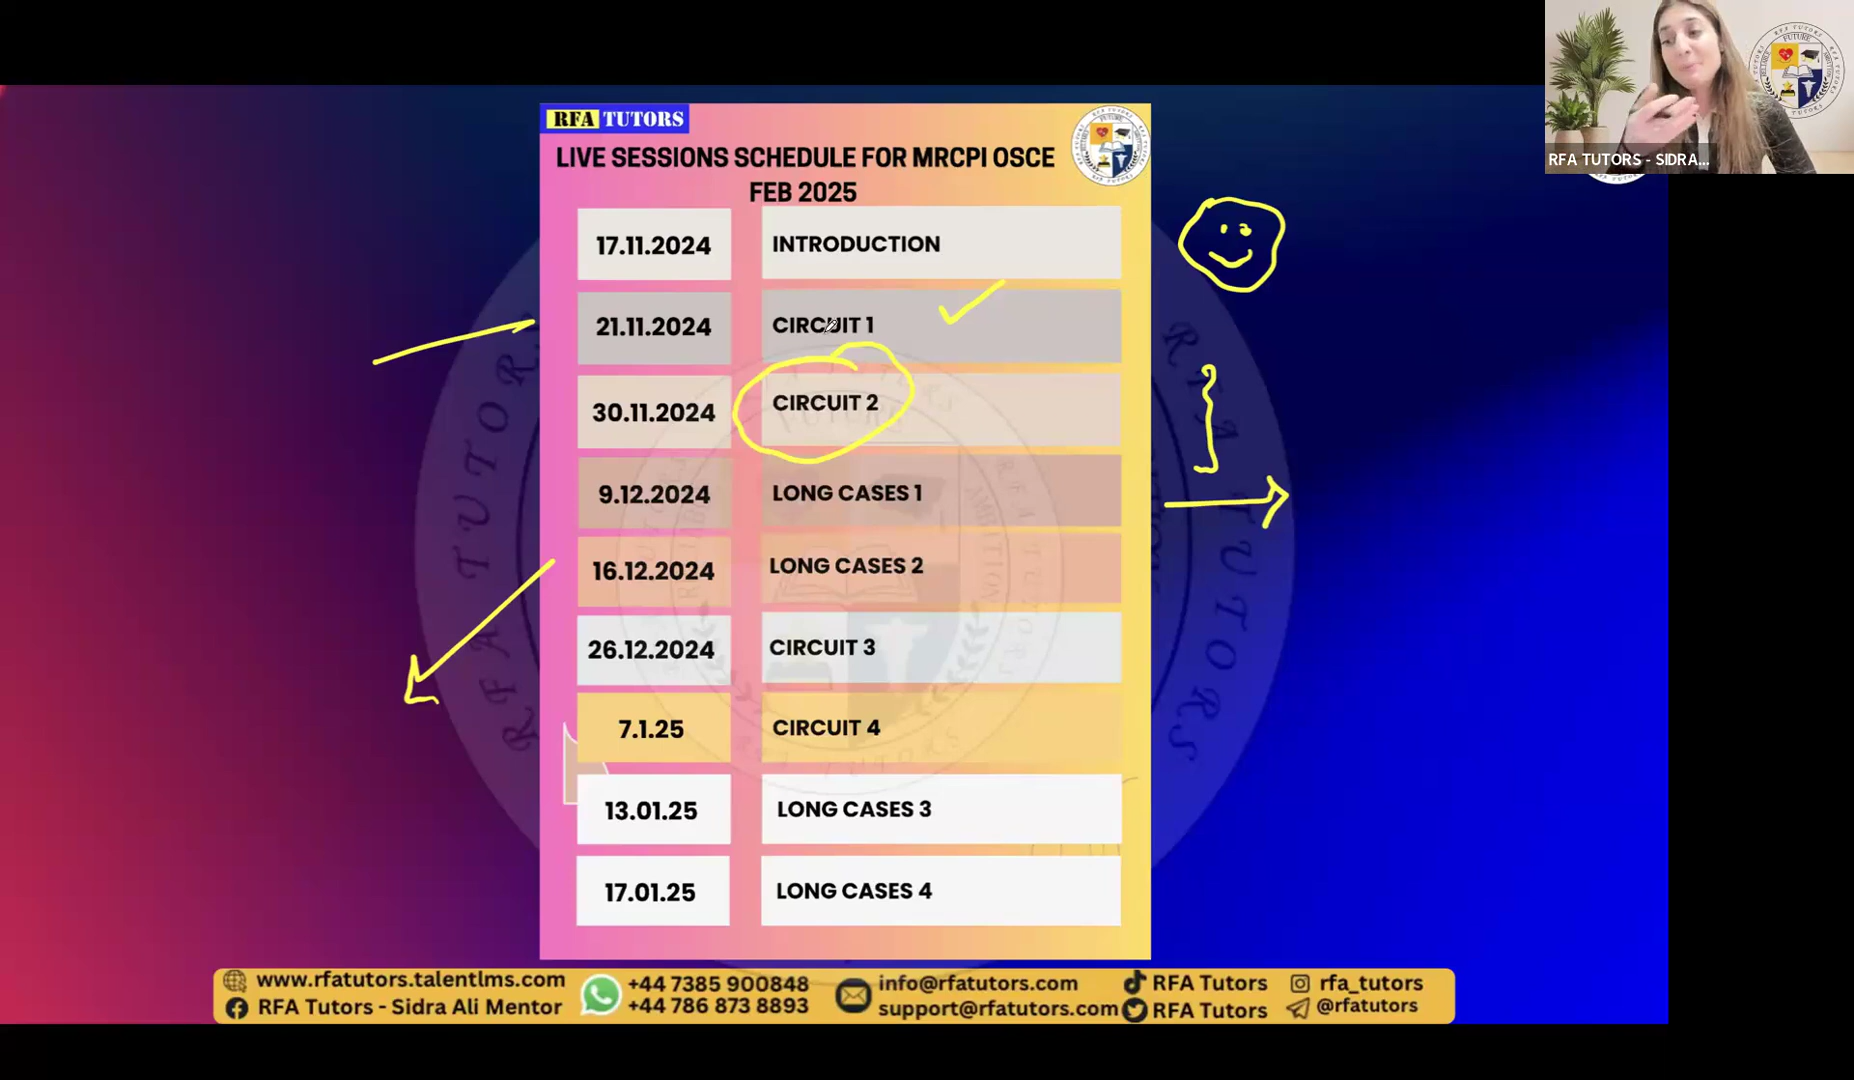 RFA TUTORS - SIDRA...
RFA TUTORS
LIVE SESSIONS SCHEDULE FOR MRCPI OSCE
FEB 2025
17.11.2024 INTRODUCTION
21.11.2024 CIRCUIT 1
30.11.2024 CIRCUIT 2
9.12.2024 LONG CASES 1
16.12.2024 LONG CASES 2
26.12.2024 CIRCUIT 3
7.1.25 CIRCUIT 4
13.01.25 LONG CASES 3
17.01.25 LONG CASES 4
RFA TUTORS
www.rfatutors.talentlms.com
RFA Tutors - Sidra Ali Mentor
+44 7385 900848
+44 786 873 8893
info@rfatutors.com
support@rfatutors.com
RFA Tutors
RFA Tutors
rfa_tutors
@rfatutors